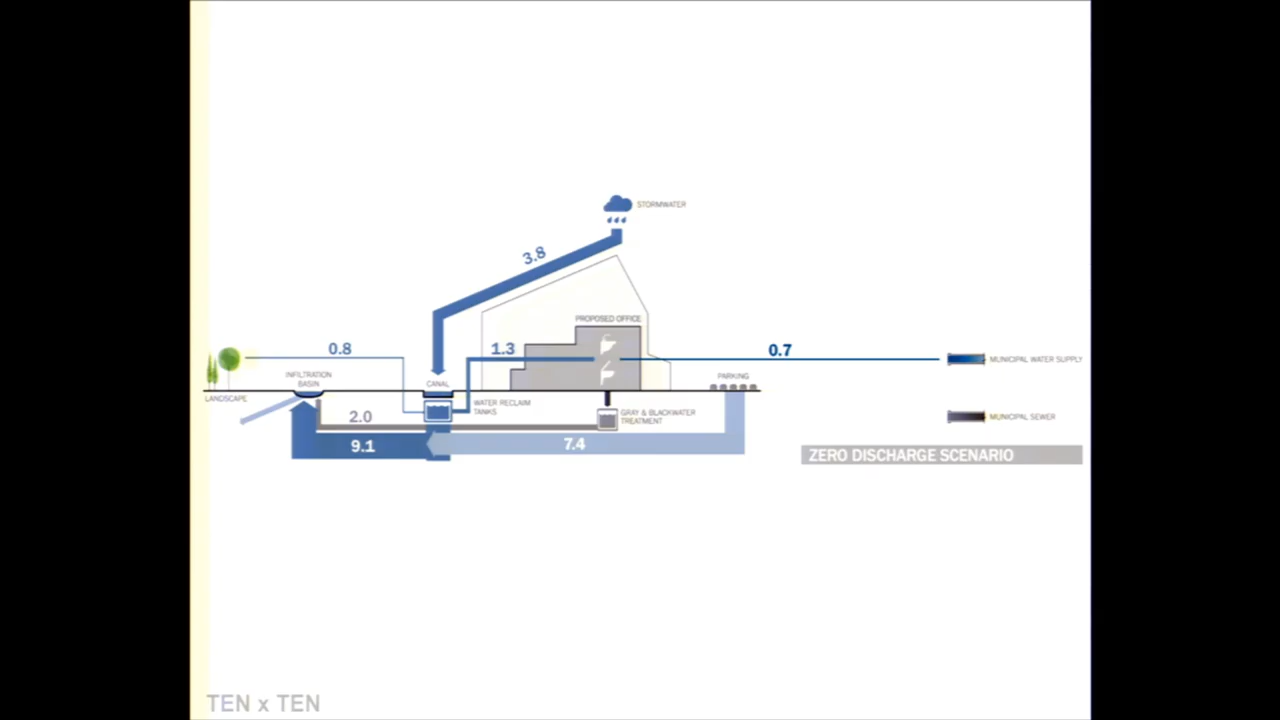 STORMWATER
3.8
PROPOSED OFFICE
0.8
1.3
0.7
MUNICIPAL WATER SUPPLY
INFILTRATION
BASIN
CANAL
PARKING
LANDSCAPE
WATER RECLAIM
TANKS
2.0
GRAY & BLACKWATER
TREATMENT
MUNICIPAL SEWER
9.1
7.4
ZERO DISCHARGE SCENARIO
TEN x TEN